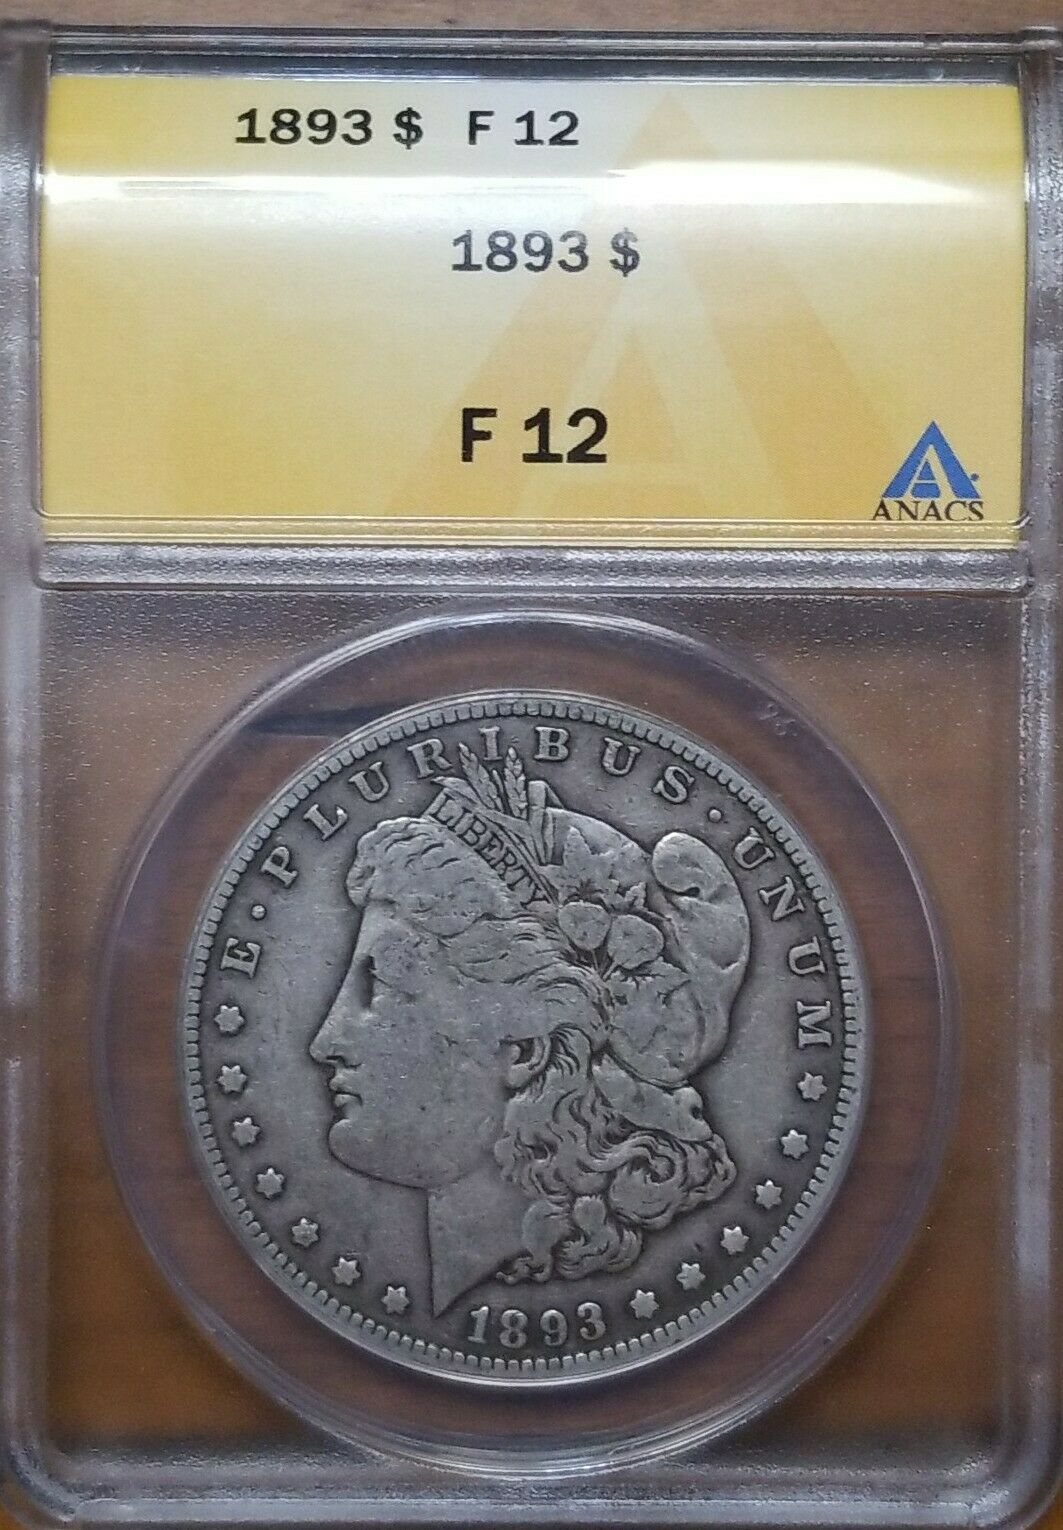 1893 $ F 12
1893 $
F 12
A
ANACS
E · PLURIBUS · UNUM
LIBERTY
1893